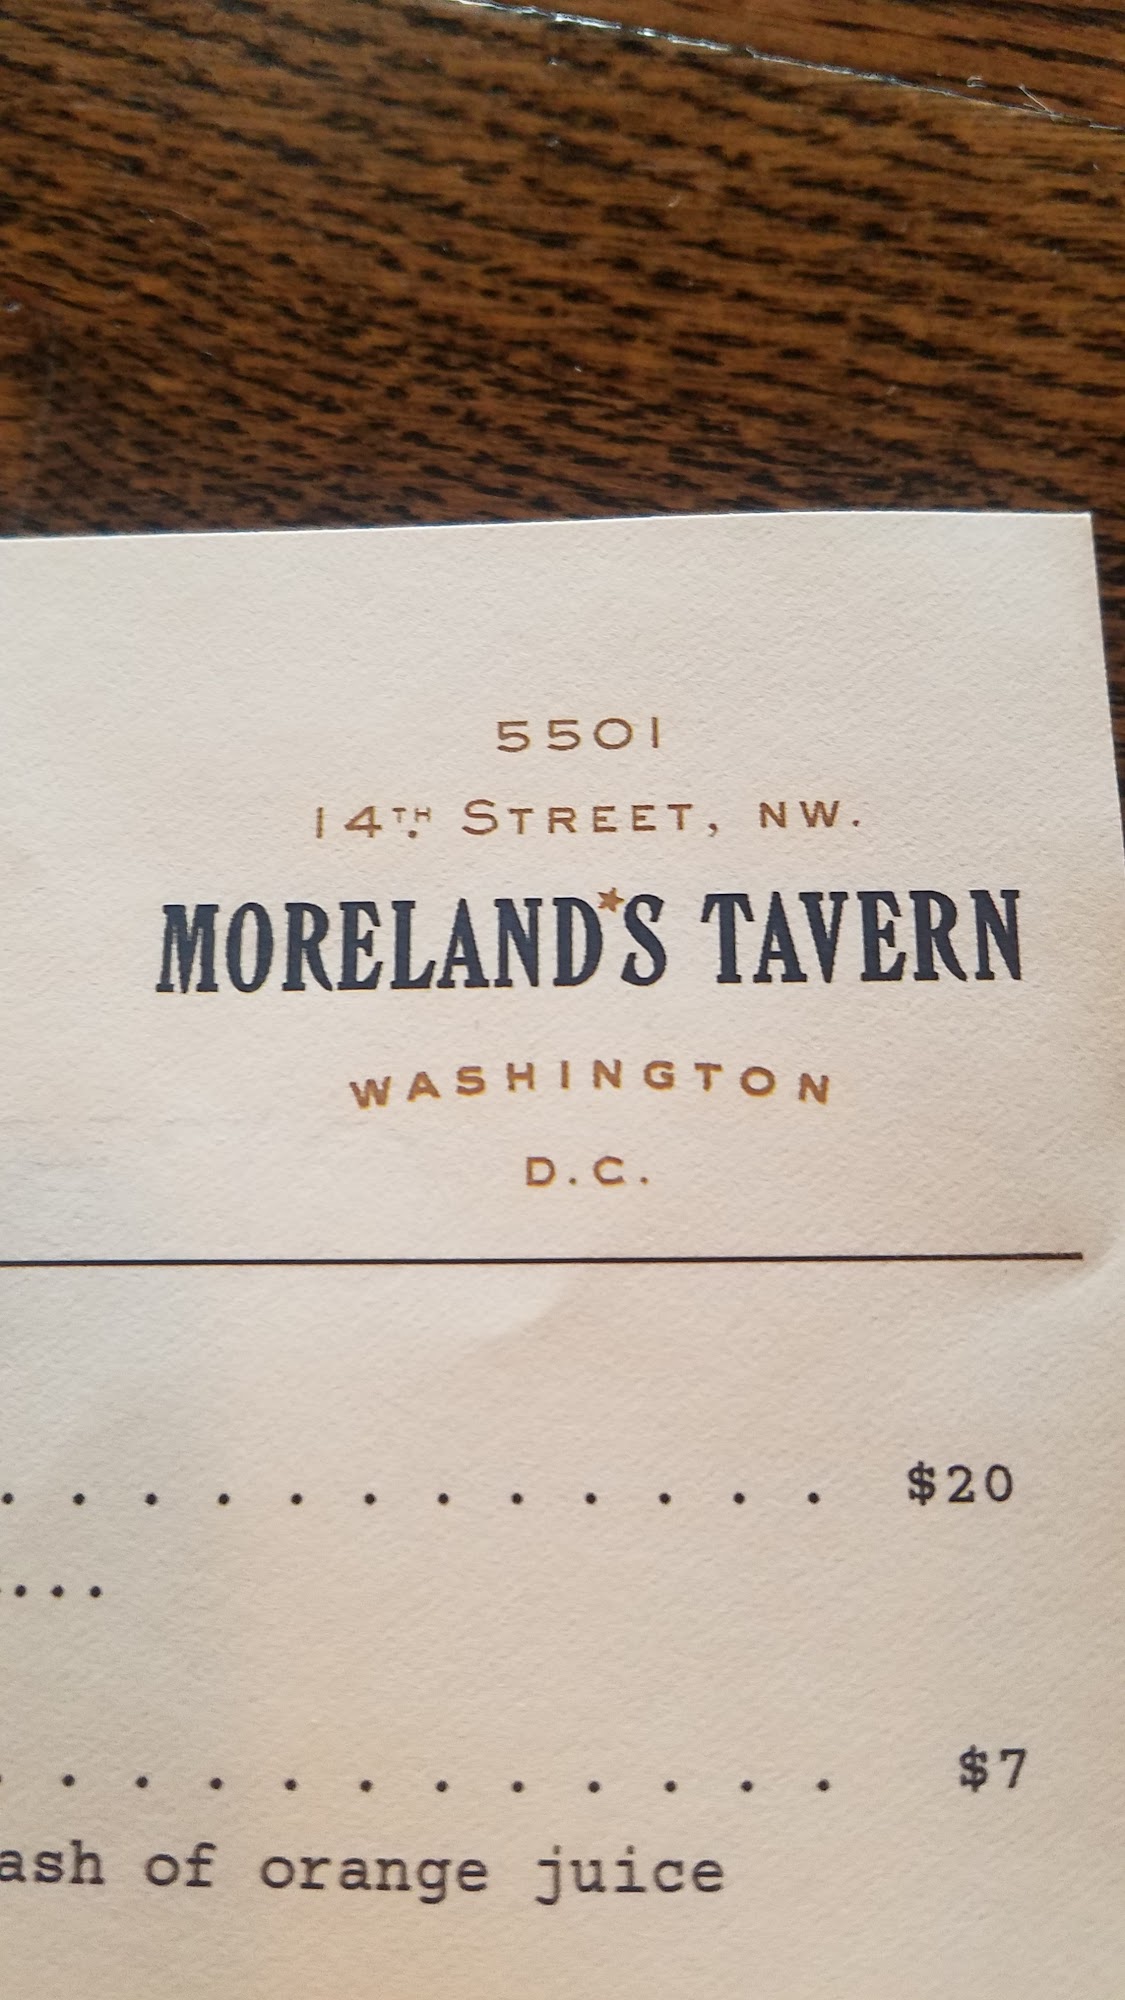 5501
14TH. STREET, NW.
MORELAND'S TAVERN
WASHINGTON
D.C.
. . . . . . . . . . . . $20
....
. . . . . . . . . . . . $7
ash of orange juice